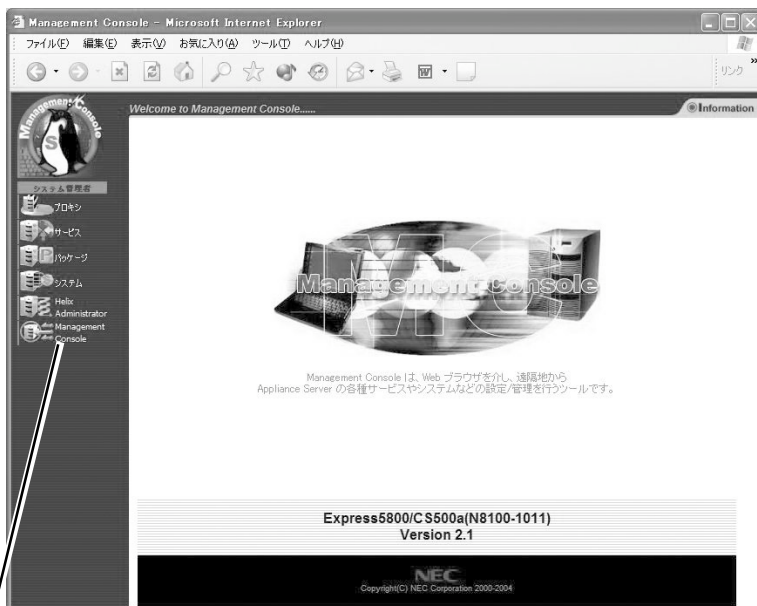 Management Console - Microsoft Internet Explorer
ファイル(F) 編集(E) 表示(V) お気に入り(A) ツール(T) ヘルプ(H)
リンク »
Management Console
S
Welcome to Management Console......
Information
システム管理者
プロキシ
サービス
パッケージ
システム
Helix
Administrator
Management
Console
MC
Management Console
Management Console は、Web ブラウザを介し、遠隔地から
Appliance Server の各種サービスやシステムなどの設定/管理を行うツールです。
Express5800/CS500a(N8100-1011)
Version 2.1
NEC
Copyright(C) NEC Corporation 2000-2004